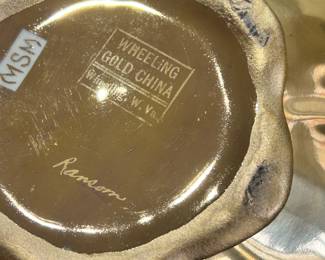 MSM
WHEELING
GOLD CHINA
Wheeling, W. Va.
Ransom